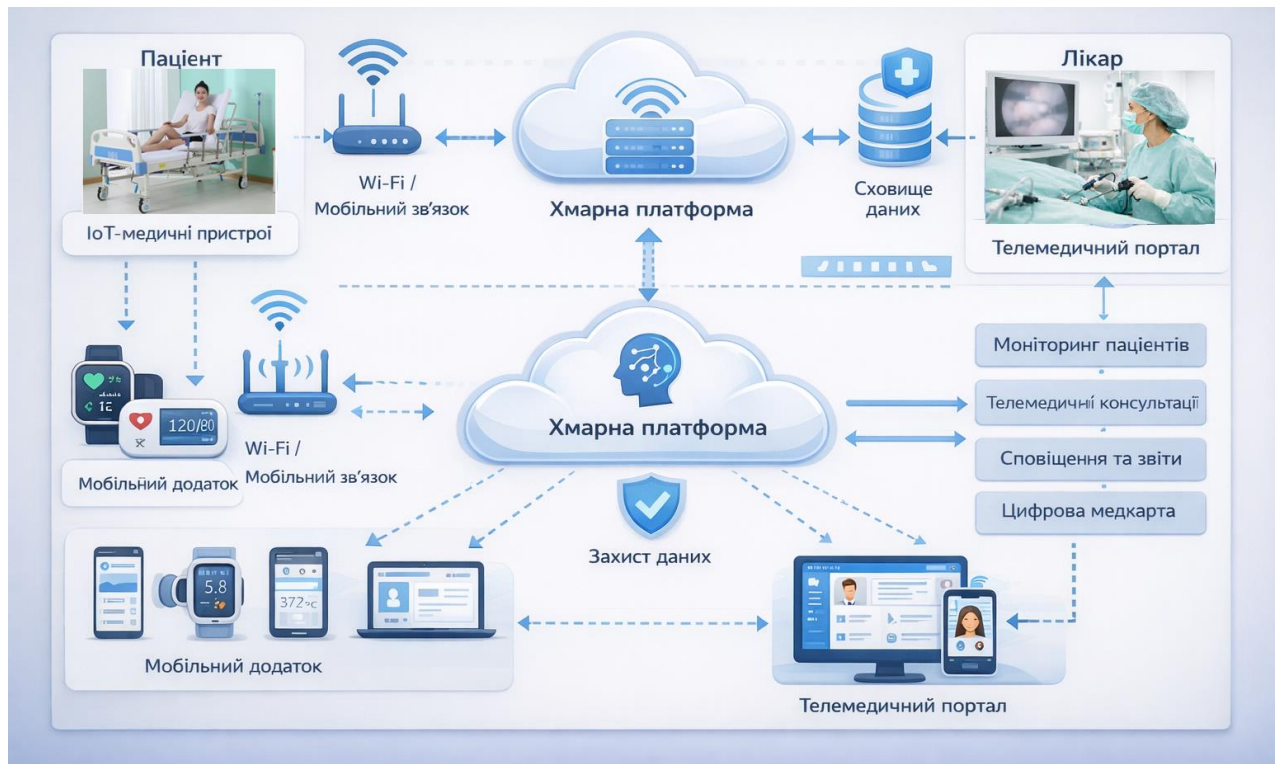 Пацієнт
Лікар
Wi-Fi /
Мобільний зв'язок
Хмарна платформа
Сховище
даних
IoT-медичні пристрої
Телемедичний портал
Моніторинг пацієнтів
Телемедичні консультації
Сповіщення та звіти
Цифрова медкарта
12
120/80
Wi-Fi /
Мобільний зв'язок
Мобільний додаток
Хмарна платформа
Захист даних
5.8
372°C
Мобільний додаток
Телемедичний портал